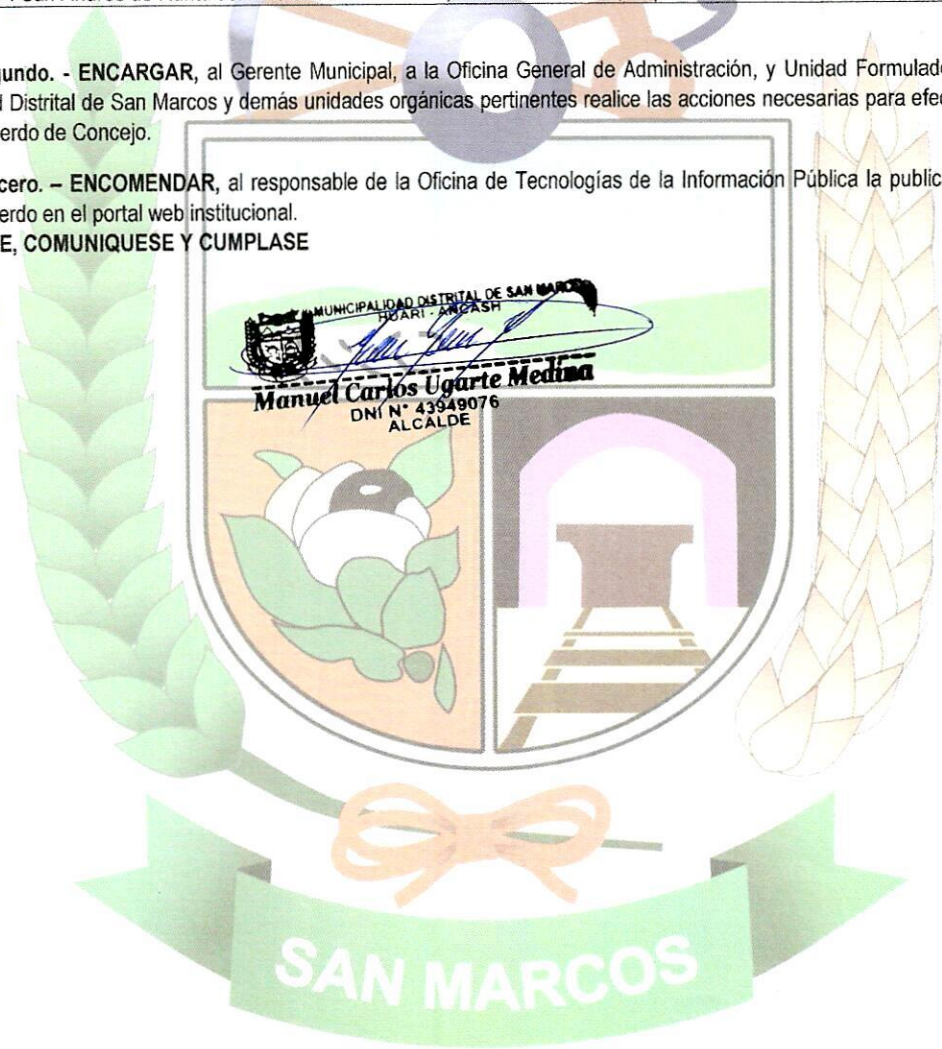 gundo. - ENCARGAR, al Gerente Municipal, a la Oficina General de Administración, y Unidad Formulado
d Distrital de San Marcos y demás unidades orgánicas pertinentes realice las acciones necesarias para efec
erdo de Concejo.
cero. – ENCOMENDAR, al responsable de la Oficina de Tecnologías de la Información Pública la public
erdo en el portal web institucional.
E, COMUNIQUESE Y CUMPLASE
MUNICIPALIDAD DISTRITAL DE SAN MARCOS
HUARI - ANCASH
Manuel Carlos Ugarte Medina
DNI N° 43949076
ALCALDE
SAN MARCOS